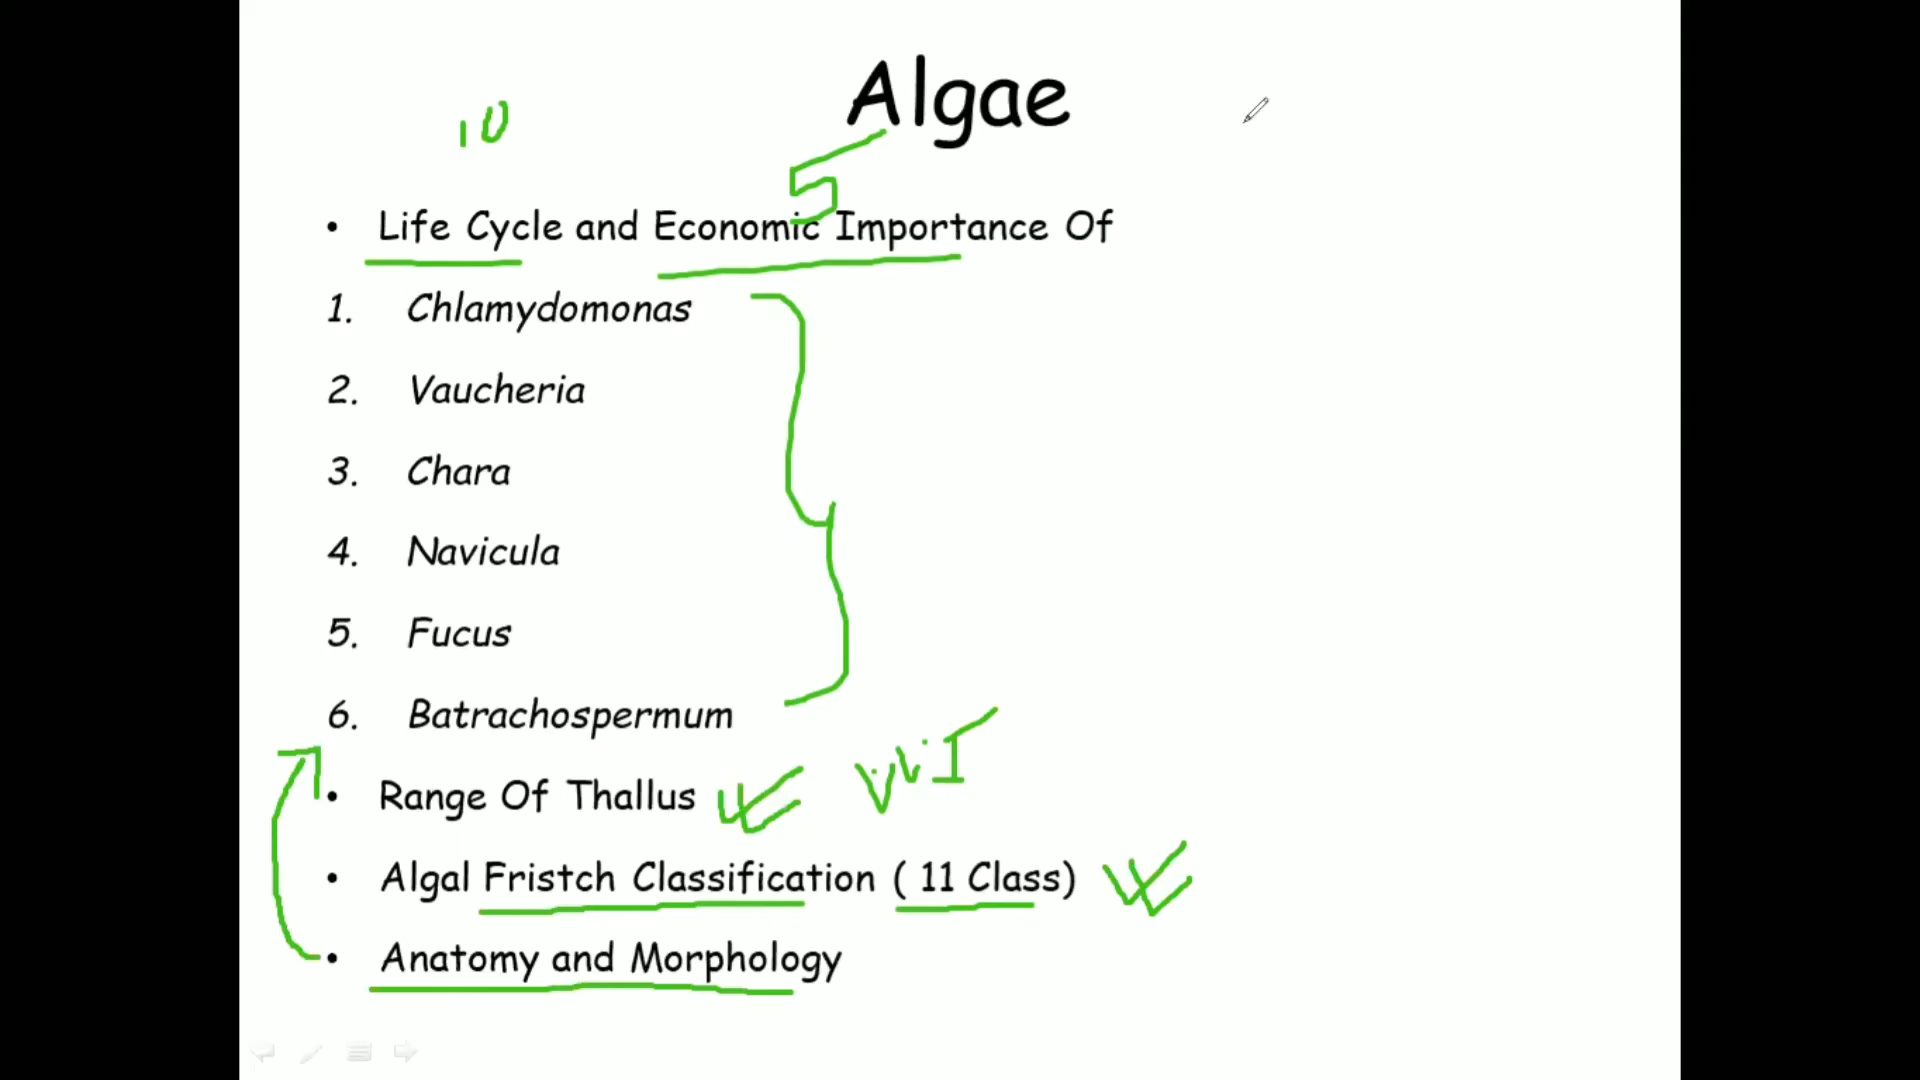 Algae
10
5
• Life Cycle and Economic Importance Of
1. Chlamydomonas
2. Vaucheria
3. Chara
4. Navicula
5. Fucus
6. Batrachospermum
• Range Of Thallus VVI
• Algal Fristch Classification ( 11 Class)
• Anatomy and Morphology